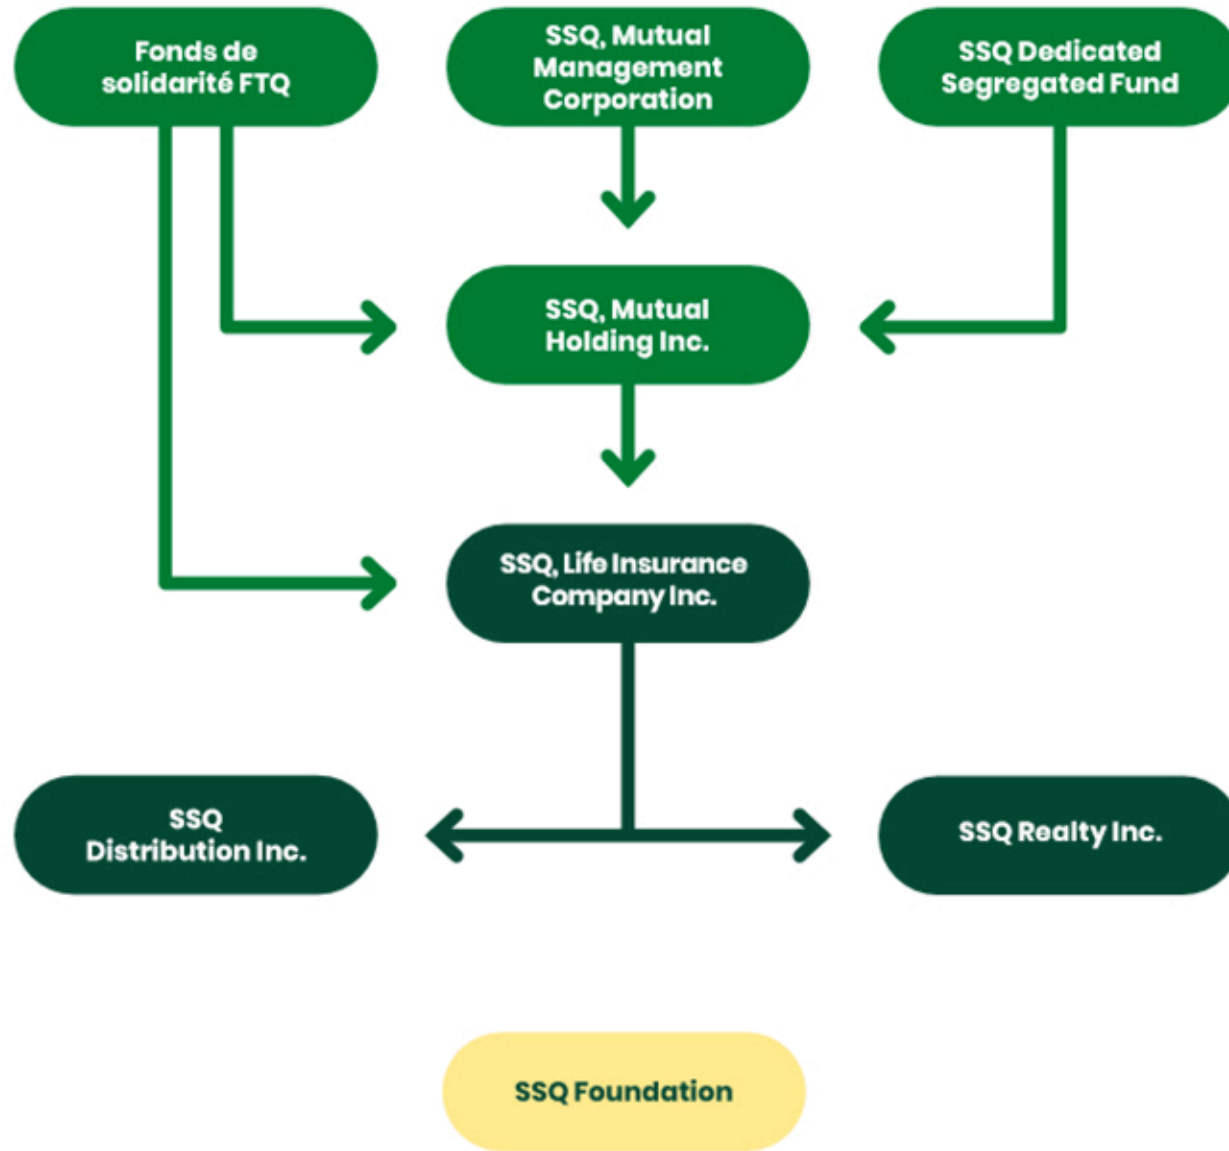 Fonds de
solidarité FTQ
SSQ, Mutual
Management
Corporation
SSQ Dedicated
Segregated Fund
SSQ, Mutual
Holding Inc.
SSQ, Life Insurance
Company Inc.
SSQ
Distribution Inc.
SSQ Realty Inc.
SSQ Foundation